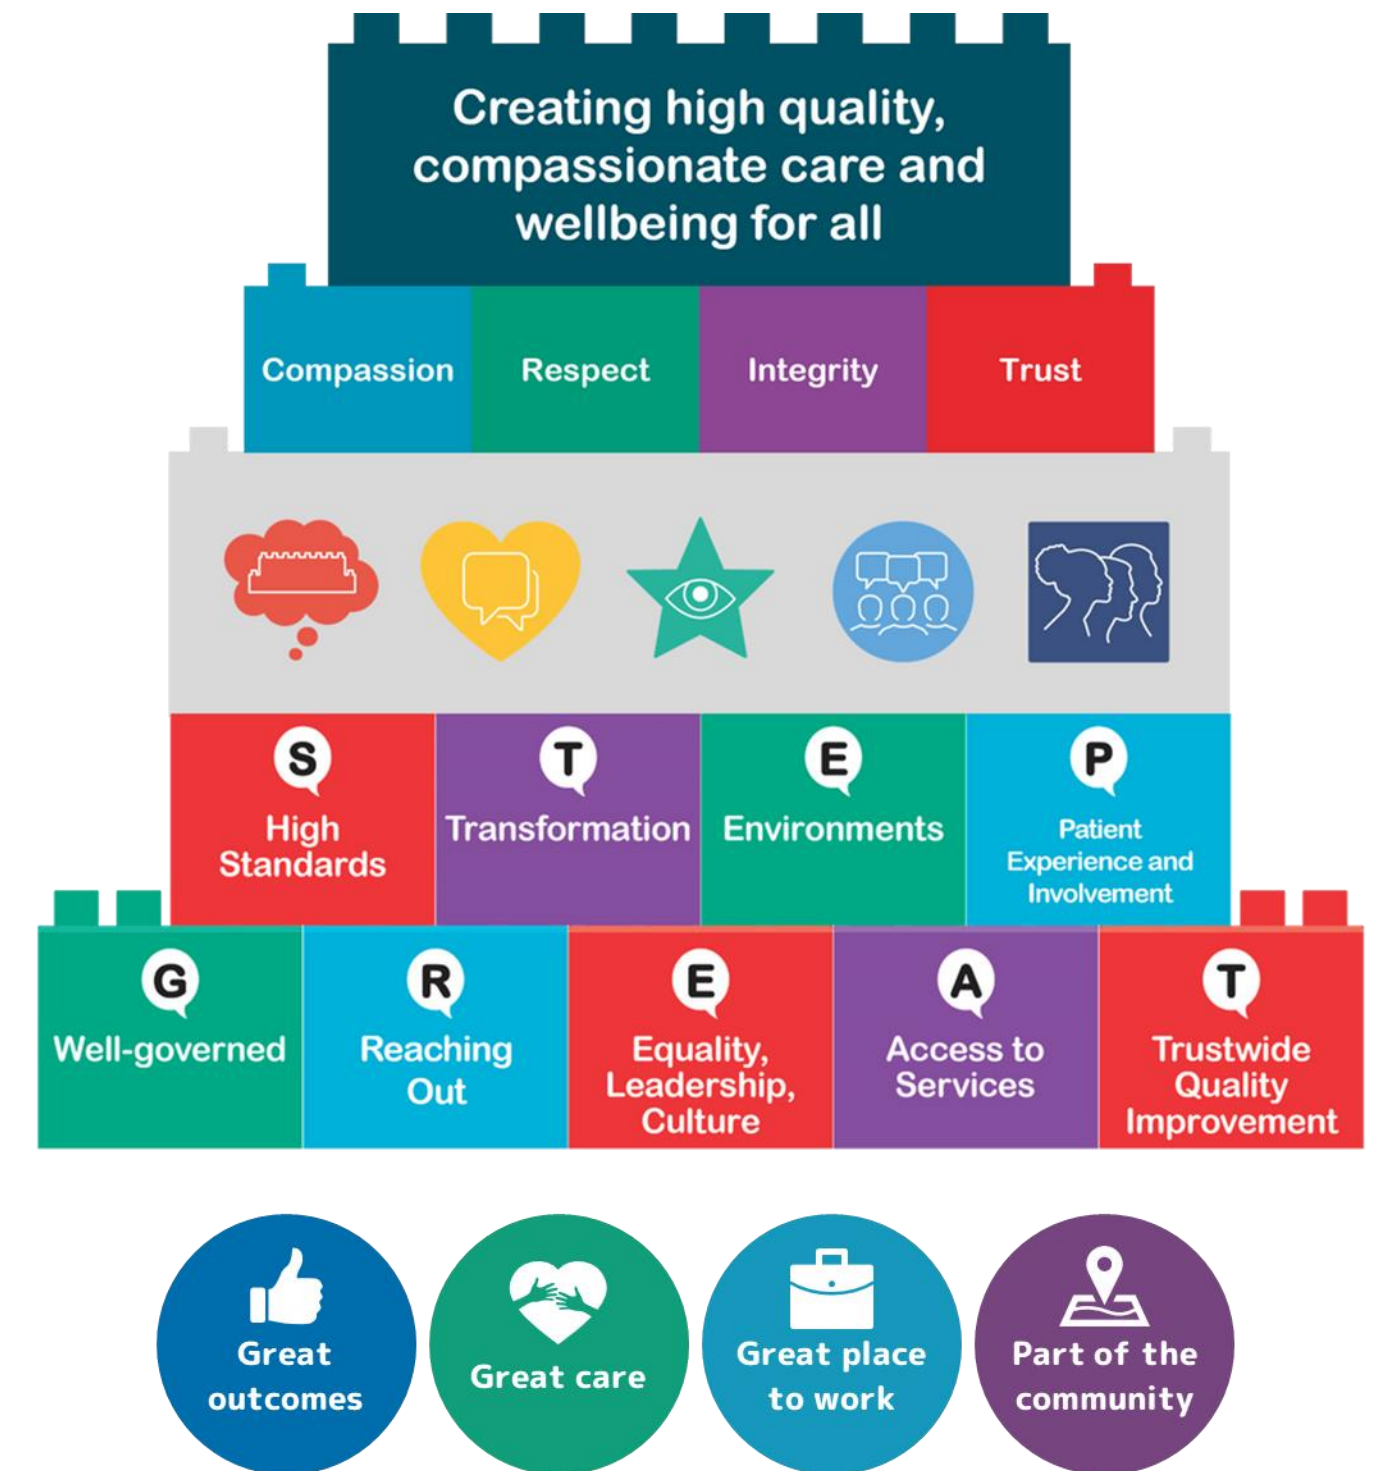 Creating high quality,
compassionate care and
wellbeing for all
Compassion
Respect
Integrity
Trust
S
High
Standards
T
Transformation
E
Environments
P
Patient
Experience and
Involvement
G
Well-governed
R
Reaching
Out
E
Equality,
Leadership,
Culture
A
Access to
Services
T
Trustwide
Quality
Improvement
Great
outcomes
Great care
Great place
to work
Part of the
community